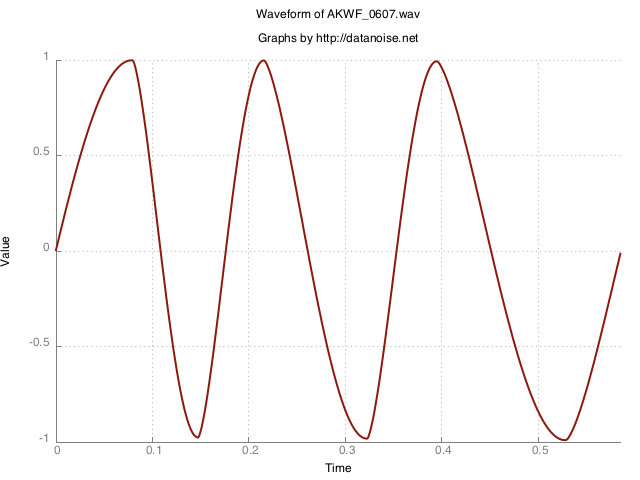 Waveform of AKWF_0607.wav
Graphs by http://datanoise.net
1
0.5
0
-0.5
-1
Value
0 0.1 0.2 0.3 0.4 0.5
Time